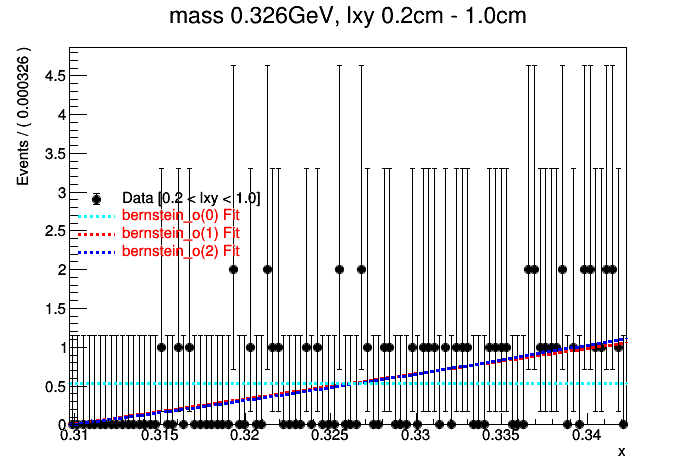 mass 0.326GeV, lxy 0.2cm - 1.0cm
Events / ( 0.000326 )
4.5
4
3.5
3
2.5
2
1.5
1
0.5
0
Data [0.2 < lxy < 1.0]
bernstein_o(0) Fit
bernstein_o(1) Fit
bernstein_o(2) Fit
0.31 0.315 0.32 0.325 0.33 0.335 0.34
x